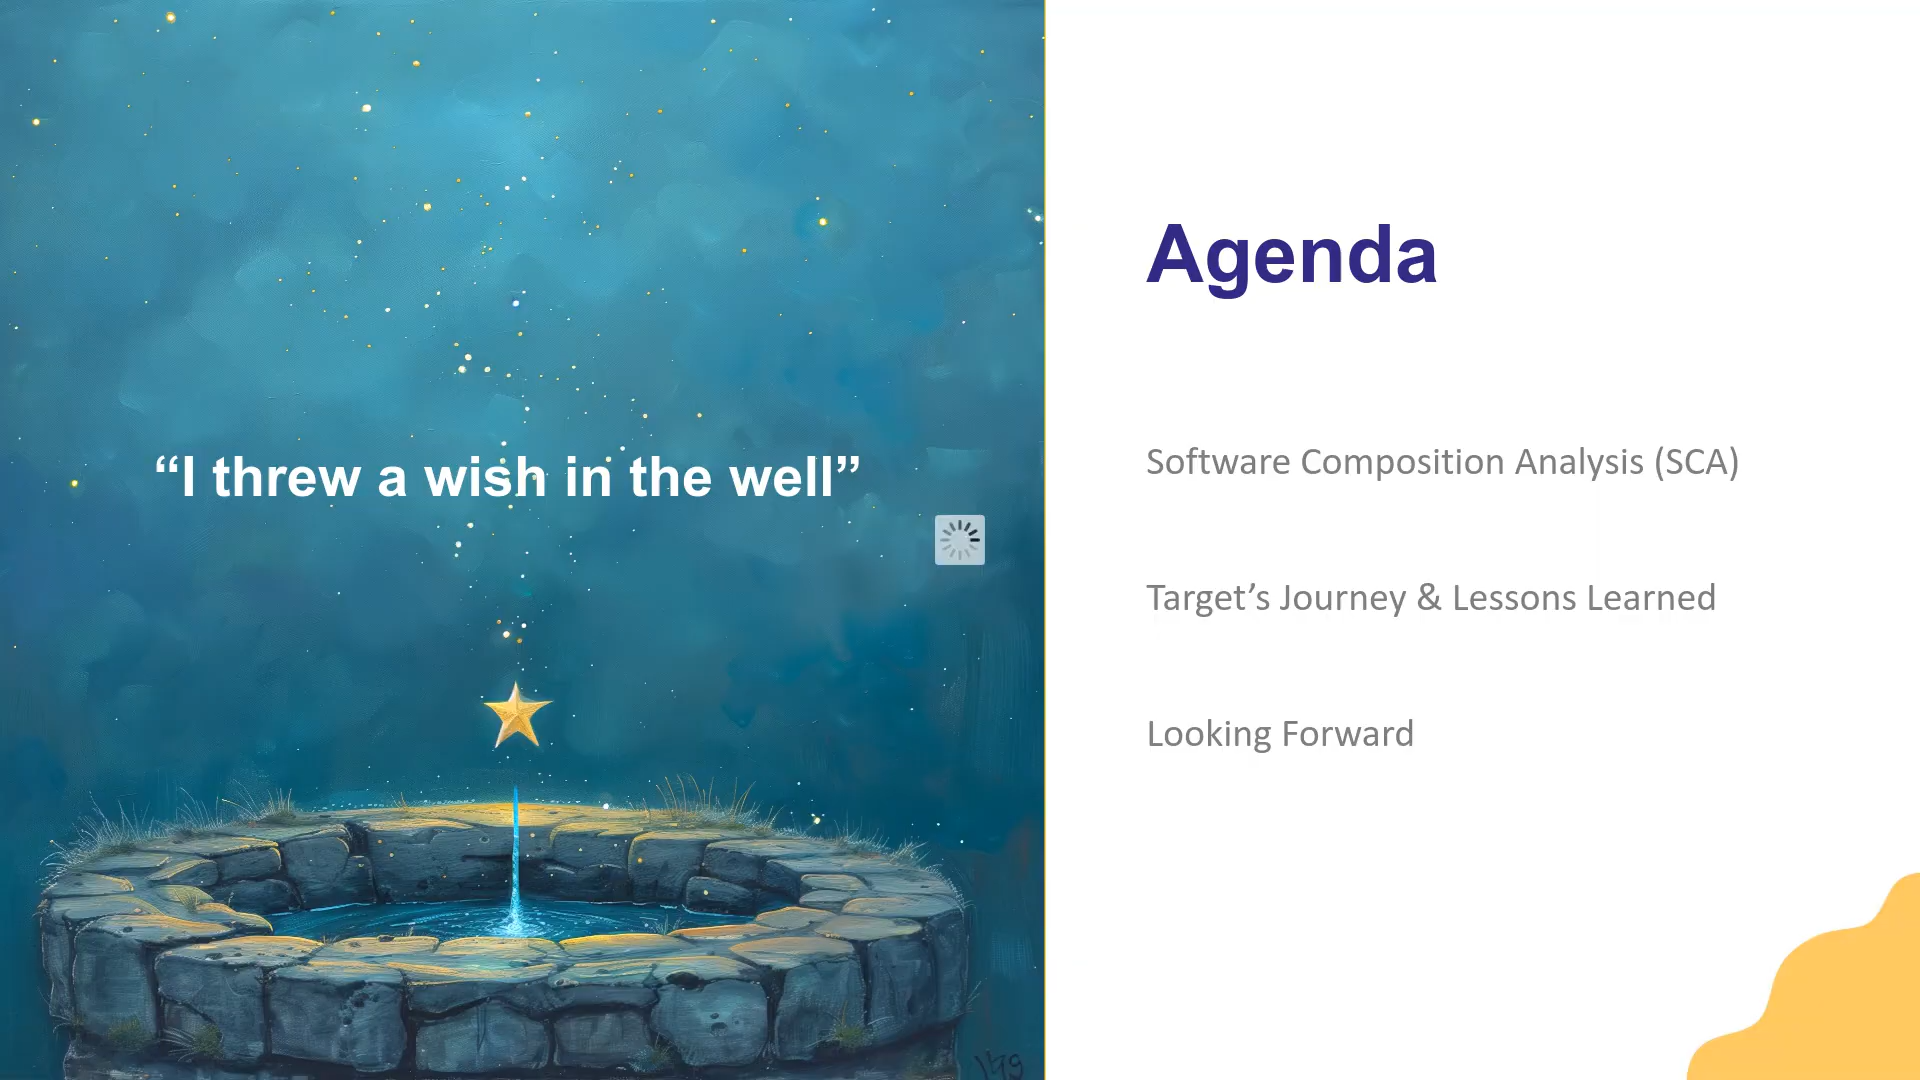 “I threw a wish in the well”
Agenda
Software Composition Analysis (SCA)
Target’s Journey & Lessons Learned
Looking Forward